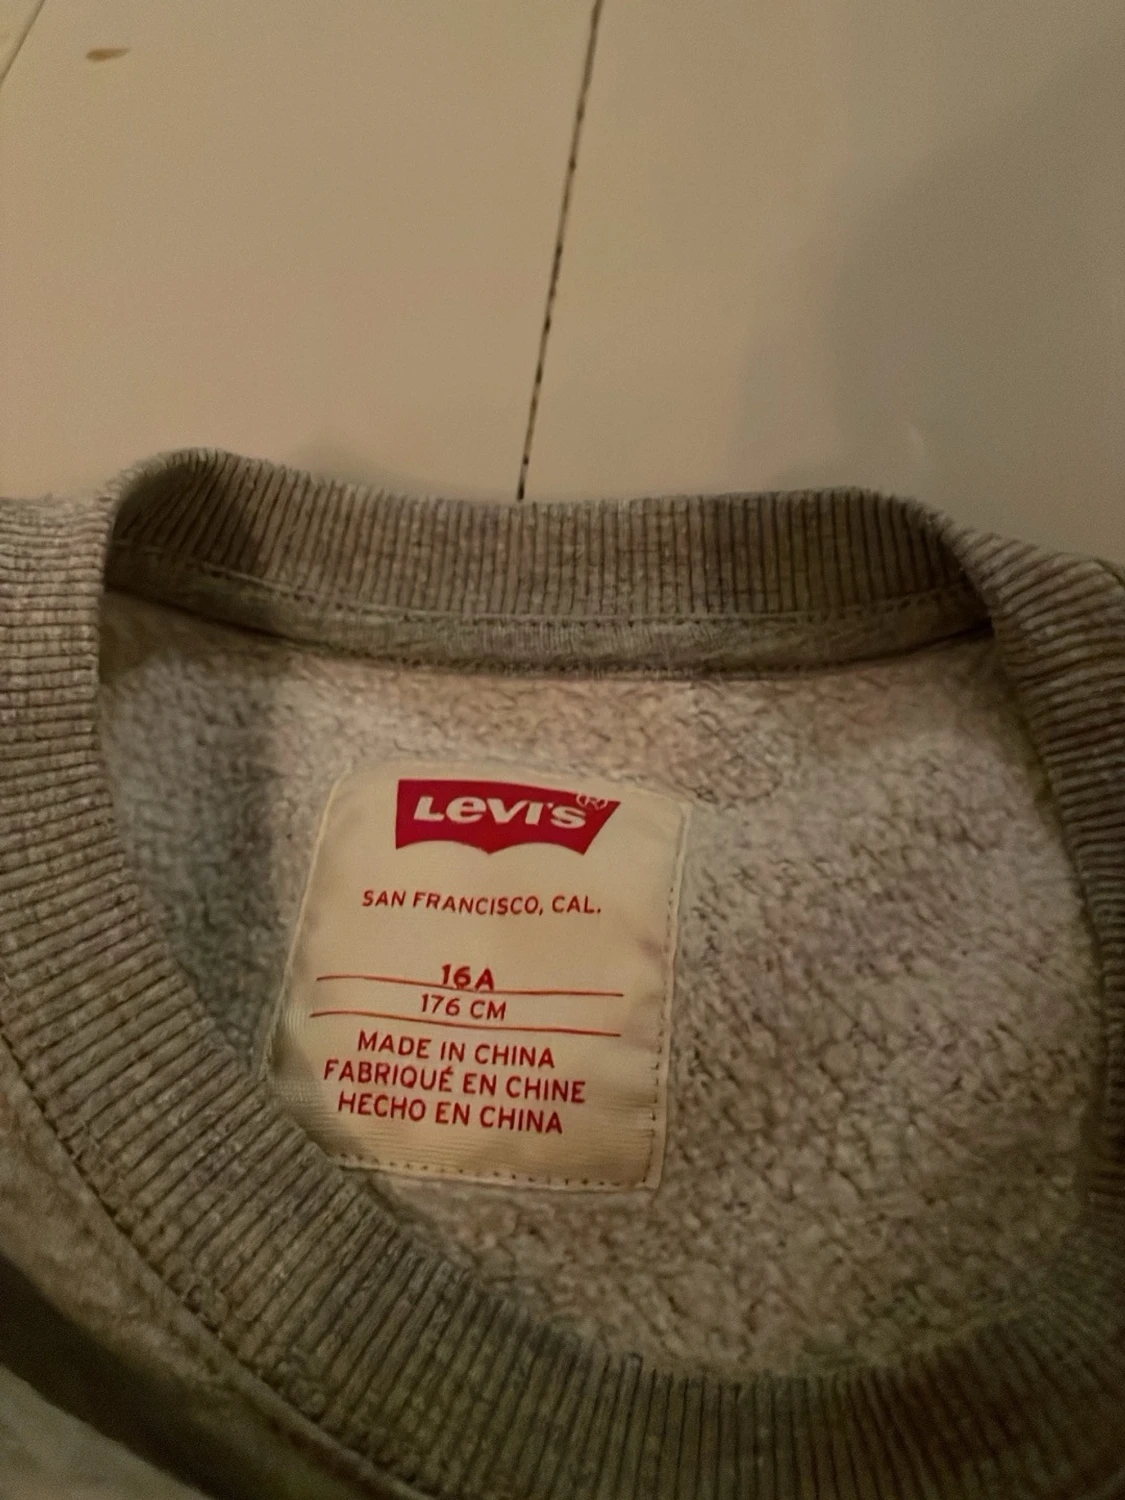 Levi's®
SAN FRANCISCO, CAL.
16A
176 CM
MADE IN CHINA
FABRIQUÉ EN CHINE
HECHO EN CHINA